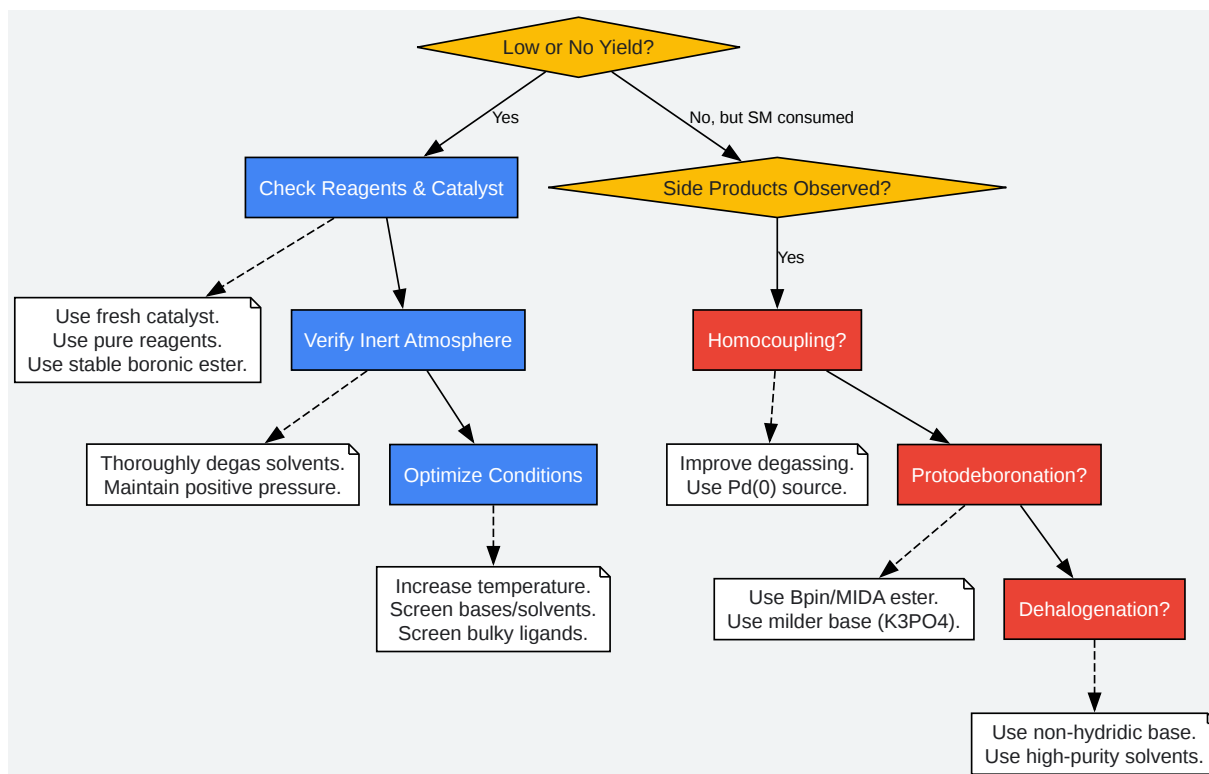 Low or No Yield?
Yes
No, but SM consumed
Check Reagents & Catalyst
Side Products Observed?
Yes
Use fresh catalyst.
Use pure reagents.
Use stable boronic ester.
Verify Inert Atmosphere
Homocoupling?
Thoroughly degas solvents.
Maintain positive pressure.
Optimize Conditions
Improve degassing.
Use Pd(0) source.
Protodeboronation?
Increase temperature.
Screen bases/solvents.
Screen bulky ligands.
Use Bpin/MIDA ester.
Use milder base (K3PO4).
Dehalogenation?
Use non-hydridic base.
Use high-purity solvents.